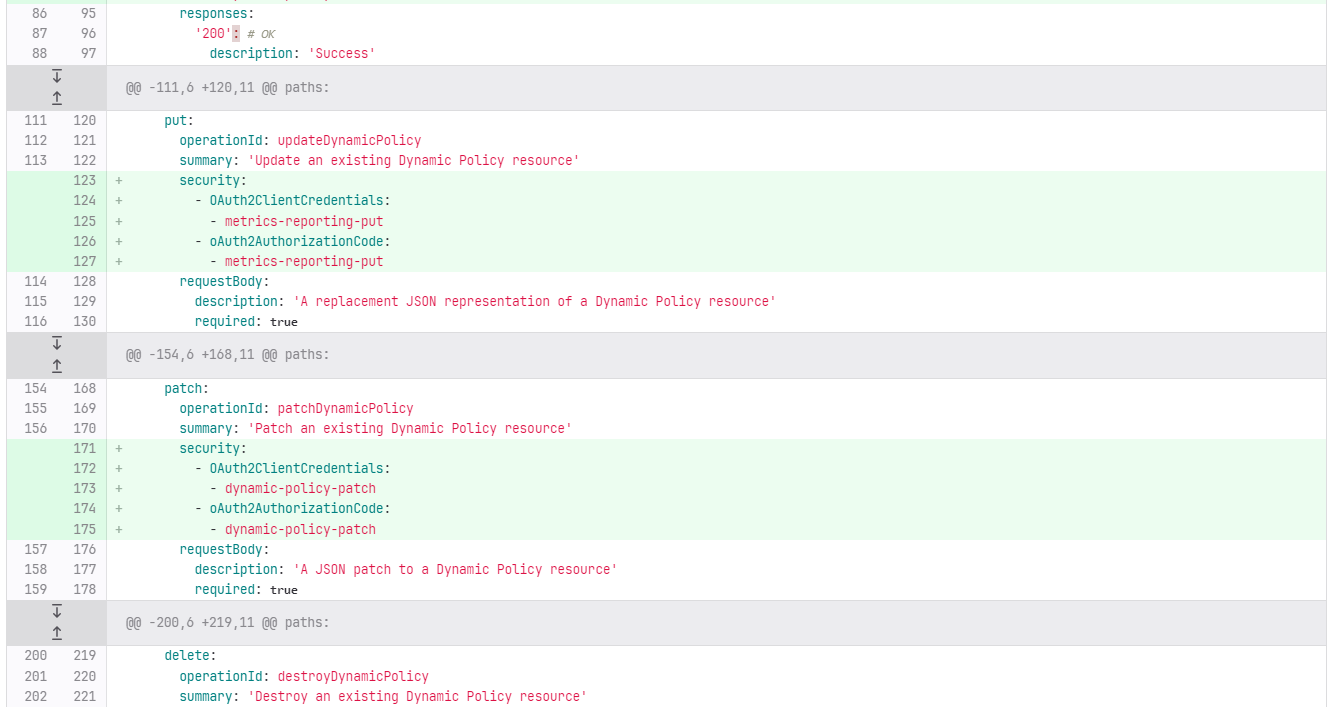 86 95 responses:
87 96 '200': # OK
88 97 description: 'Success'
@@ -111,6 +120,11 @@ paths:
111 120 put:
112 121 operationId: updateDynamicPolicy
113 122 summary: 'Update an existing Dynamic Policy resource'
123 + security:
124 + - OAuth2ClientCredentials:
125 + - metrics-reporting-put
126 + - oAuth2AuthorizationCode:
127 + - metrics-reporting-put
114 128 requestBody:
115 129 description: 'A replacement JSON representation of a Dynamic Policy resource'
116 130 required: true
@@ -154,6 +168,11 @@ paths:
154 168 patch:
155 169 operationId: patchDynamicPolicy
156 170 summary: 'Patch an existing Dynamic Policy resource'
171 + security:
172 + - OAuth2ClientCredentials:
173 + - dynamic-policy-patch
174 + - oAuth2AuthorizationCode:
175 + - dynamic-policy-patch
157 176 requestBody:
158 177 description: 'A JSON patch to a Dynamic Policy resource'
159 178 required: true
@@ -200,6 +219,11 @@ paths:
200 219 delete:
201 220 operationId: destroyDynamicPolicy
202 221 summary: 'Destroy an existing Dynamic Policy resource'